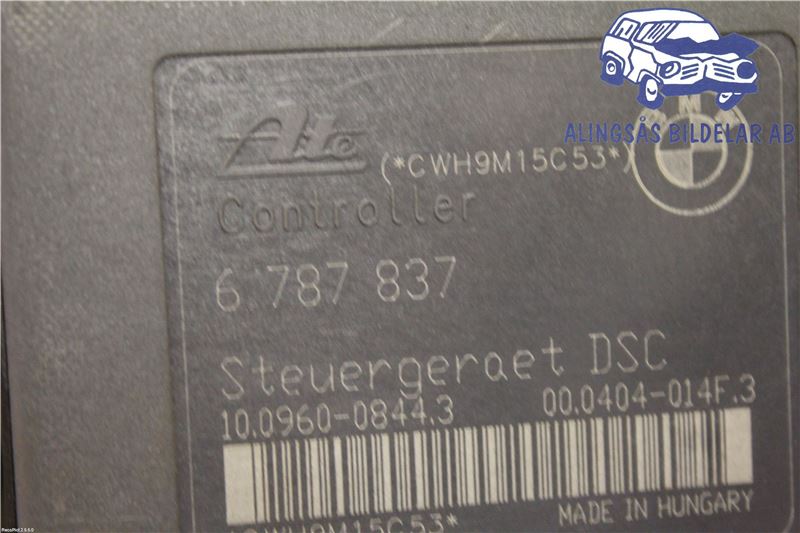 ALINGSÅS BILDELAR AB
Ate
(*CWH9M15C53*)
Controller
6 787 837
Steuergeraet DSC
10.0960-0844.3 00.0404-014F.3
MADE IN HUNGARY
*CWH9M15C53*